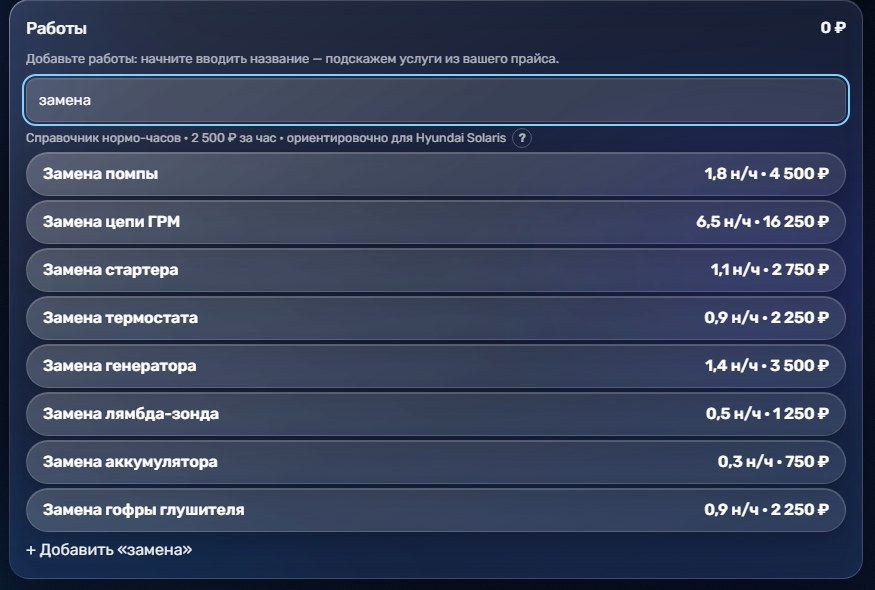 Работы 0 ₽
Добавьте работы: начните вводить название — подскажем услуги из вашего прайса.
замена
Справочник нормо-часов • 2 500 ₽ за час • ориентировочно для Hyundai Solaris ?
Замена помпы 1,8 н/ч • 4 500 ₽
Замена цепи ГРМ 6,5 н/ч • 16 250 ₽
Замена стартера 1,1 н/ч • 2 750 ₽
Замена термостата 0,9 н/ч • 2 250 ₽
Замена генератора 1,4 н/ч • 3 500 ₽
Замена лямбда-зонда 0,5 н/ч • 1 250 ₽
Замена аккумулятора 0,3 н/ч • 750 ₽
Замена гофры глушителя 0,9 н/ч • 2 250 ₽
+ Добавить «замена»